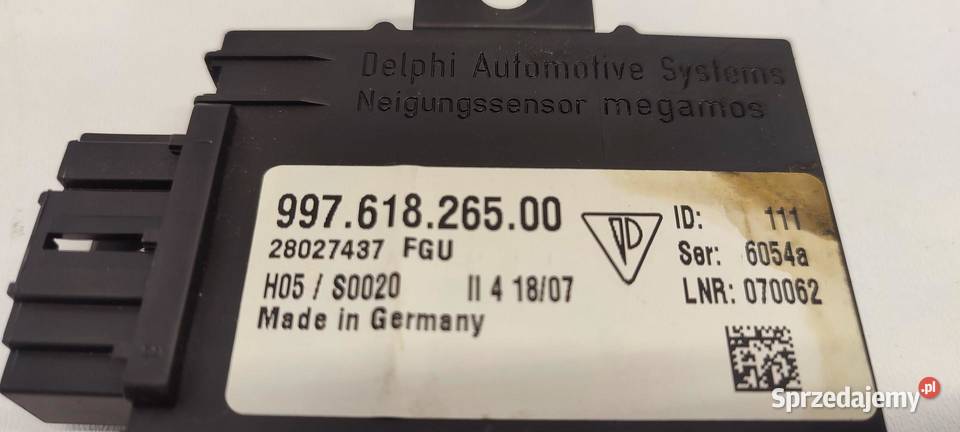 Delphi Automotive Systems
Neigungssensor megamos
997.618.265.00
28027437 FGU
H05 / S0020 II 4 18/07
Made in Germany
ID: 111
Ser: 6054a
LNR: 070062
Sprzedajemy.pl